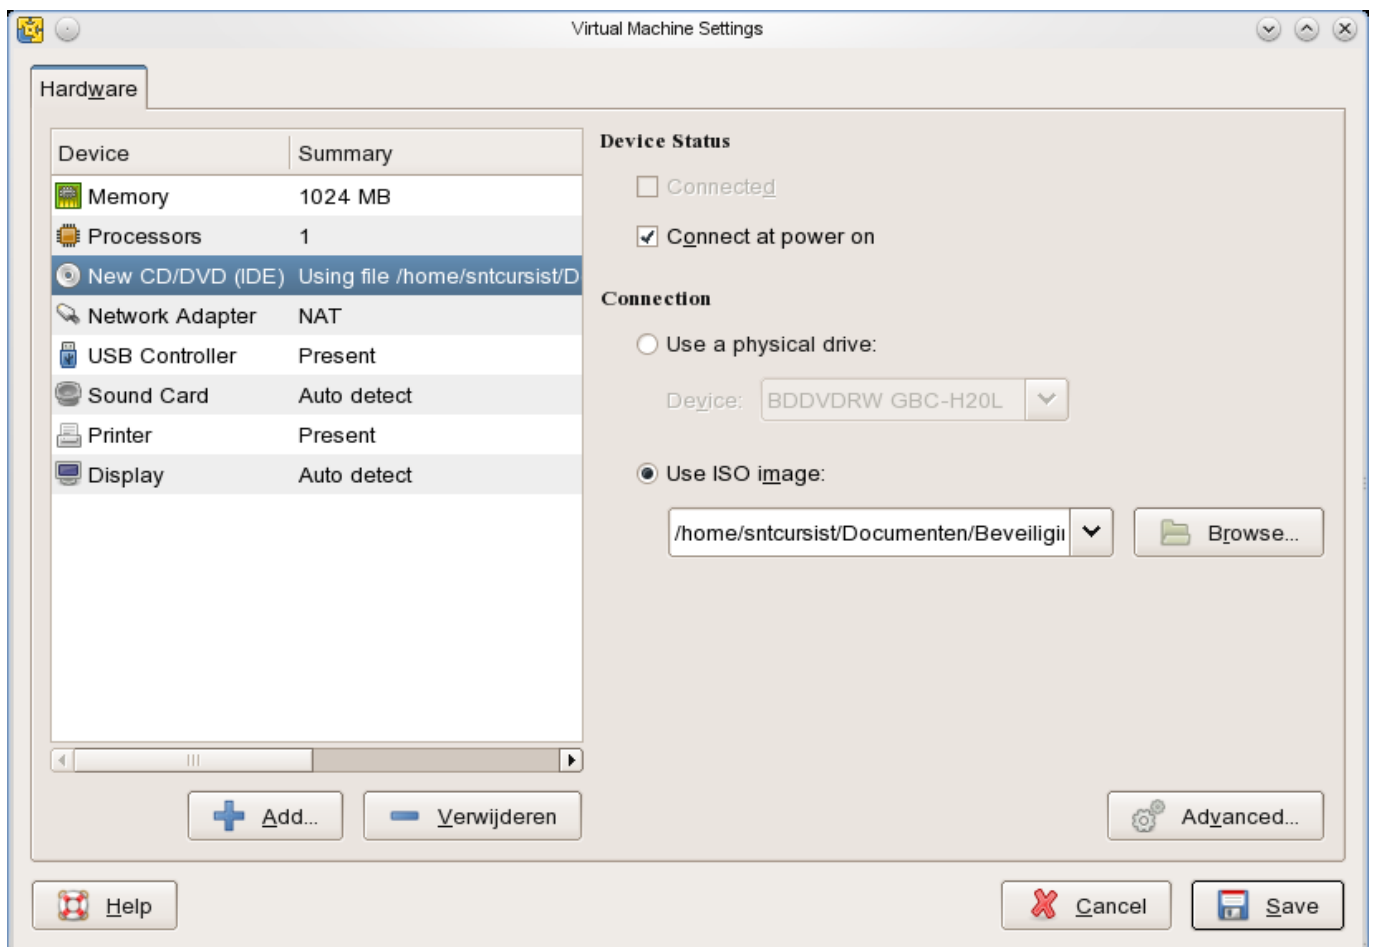 Virtual Machine Settings
Hardware
Device Summary
Memory 1024 MB
Processors 1
New CD/DVD (IDE) Using file /home/sntcursist/D
Network Adapter NAT
USB Controller Present
Sound Card Auto detect
Printer Present
Display Auto detect
Add... Verwijderen
Device Status
Connected
Connect at power on
Connection
Use a physical drive:
Device: BDDVDRW GBC-H20L
Use ISO image:
/home/sntcursist/Documenten/Beveiligi Browse...
Advanced...
Help Cancel Save